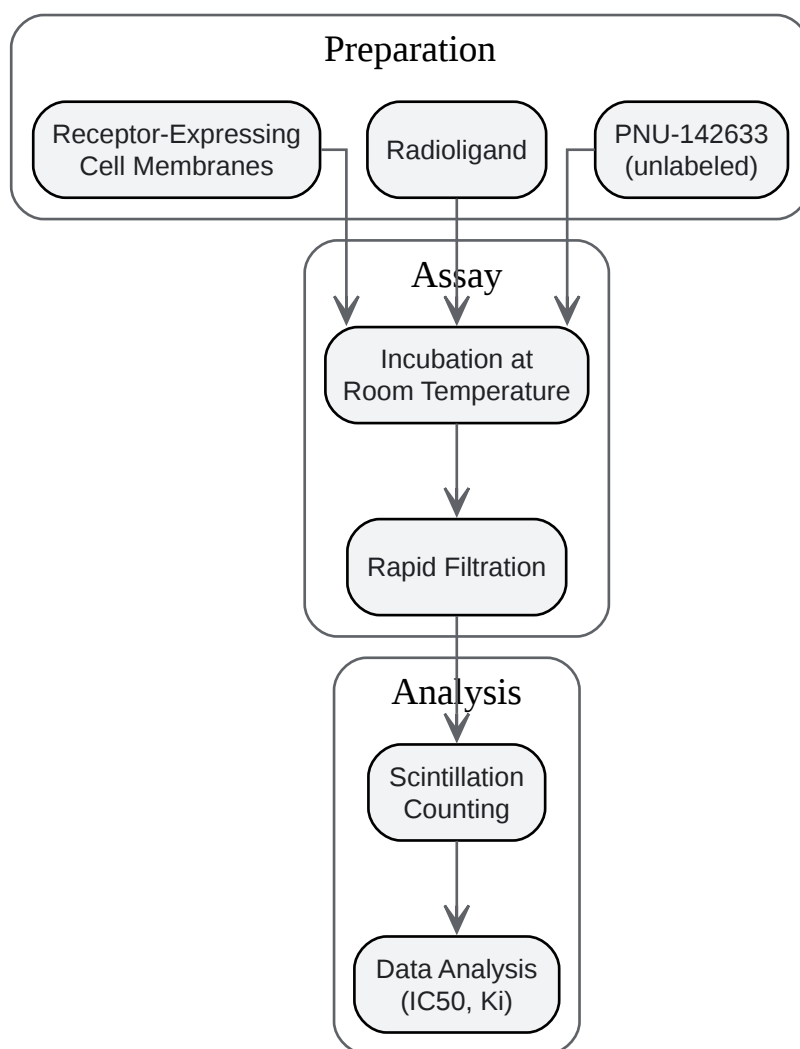 Preparation
Receptor-Expressing
Cell Membranes
Radioligand
PNU-142633
(unlabeled)
Assay
Incubation at
Room Temperature
Rapid Filtration
Analysis
Scintillation
Counting
Data Analysis
(IC50, Ki)